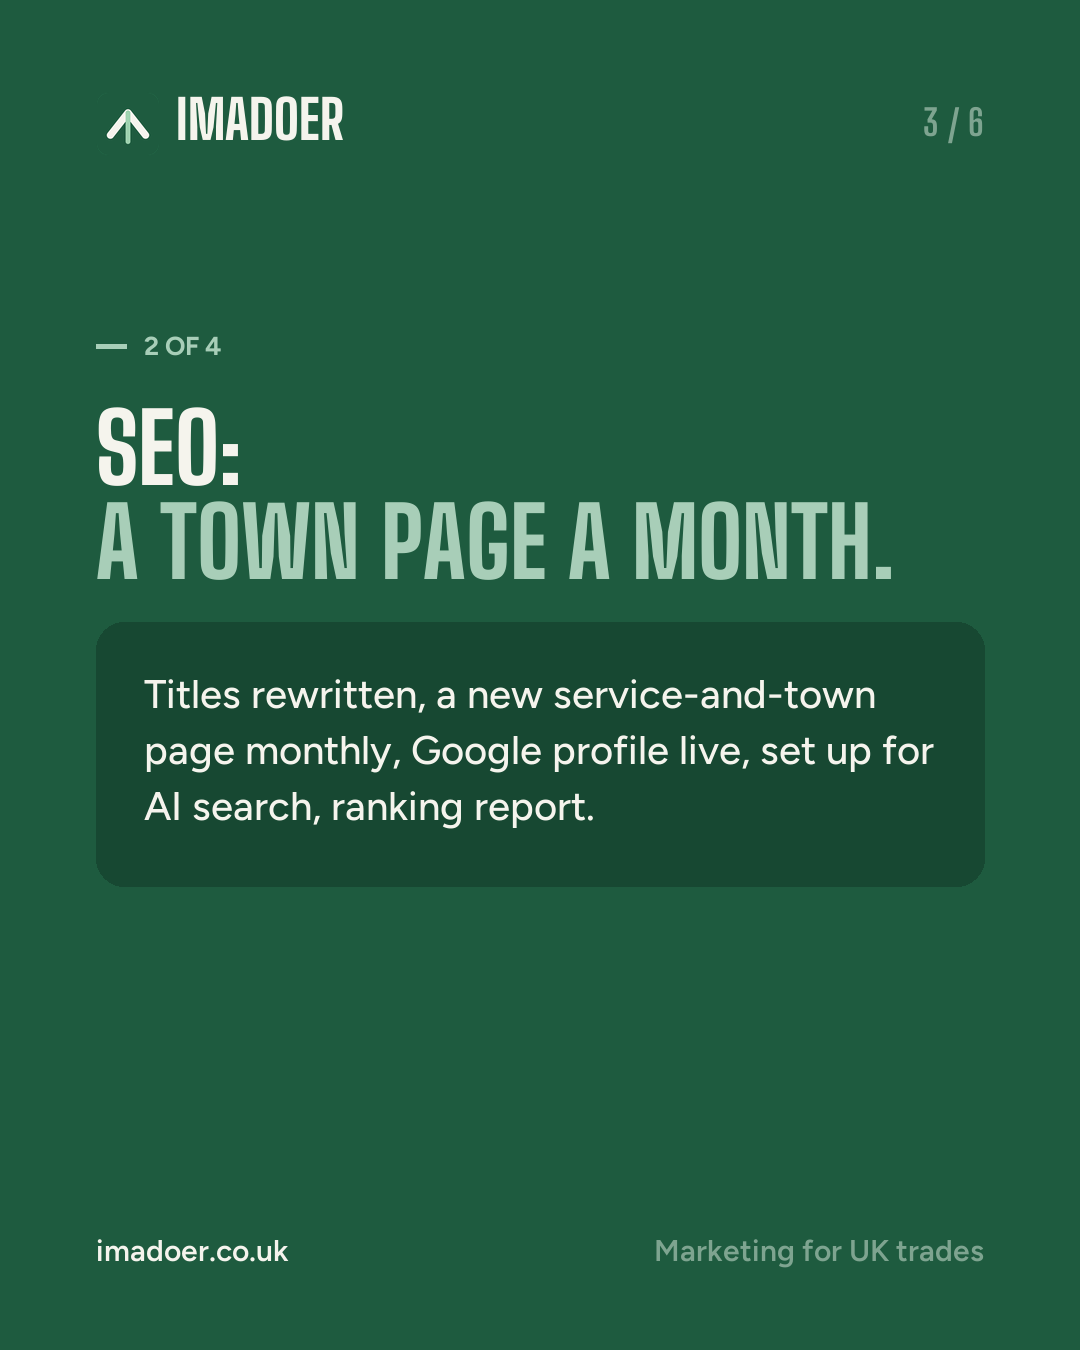 IMADOER
3 / 6
2 OF 4
SEO:
A TOWN PAGE A MONTH.
Titles rewritten, a new service-and-town
page monthly, Google profile live, set up for
AI search, ranking report.
imadoer.co.uk
Marketing for UK trades